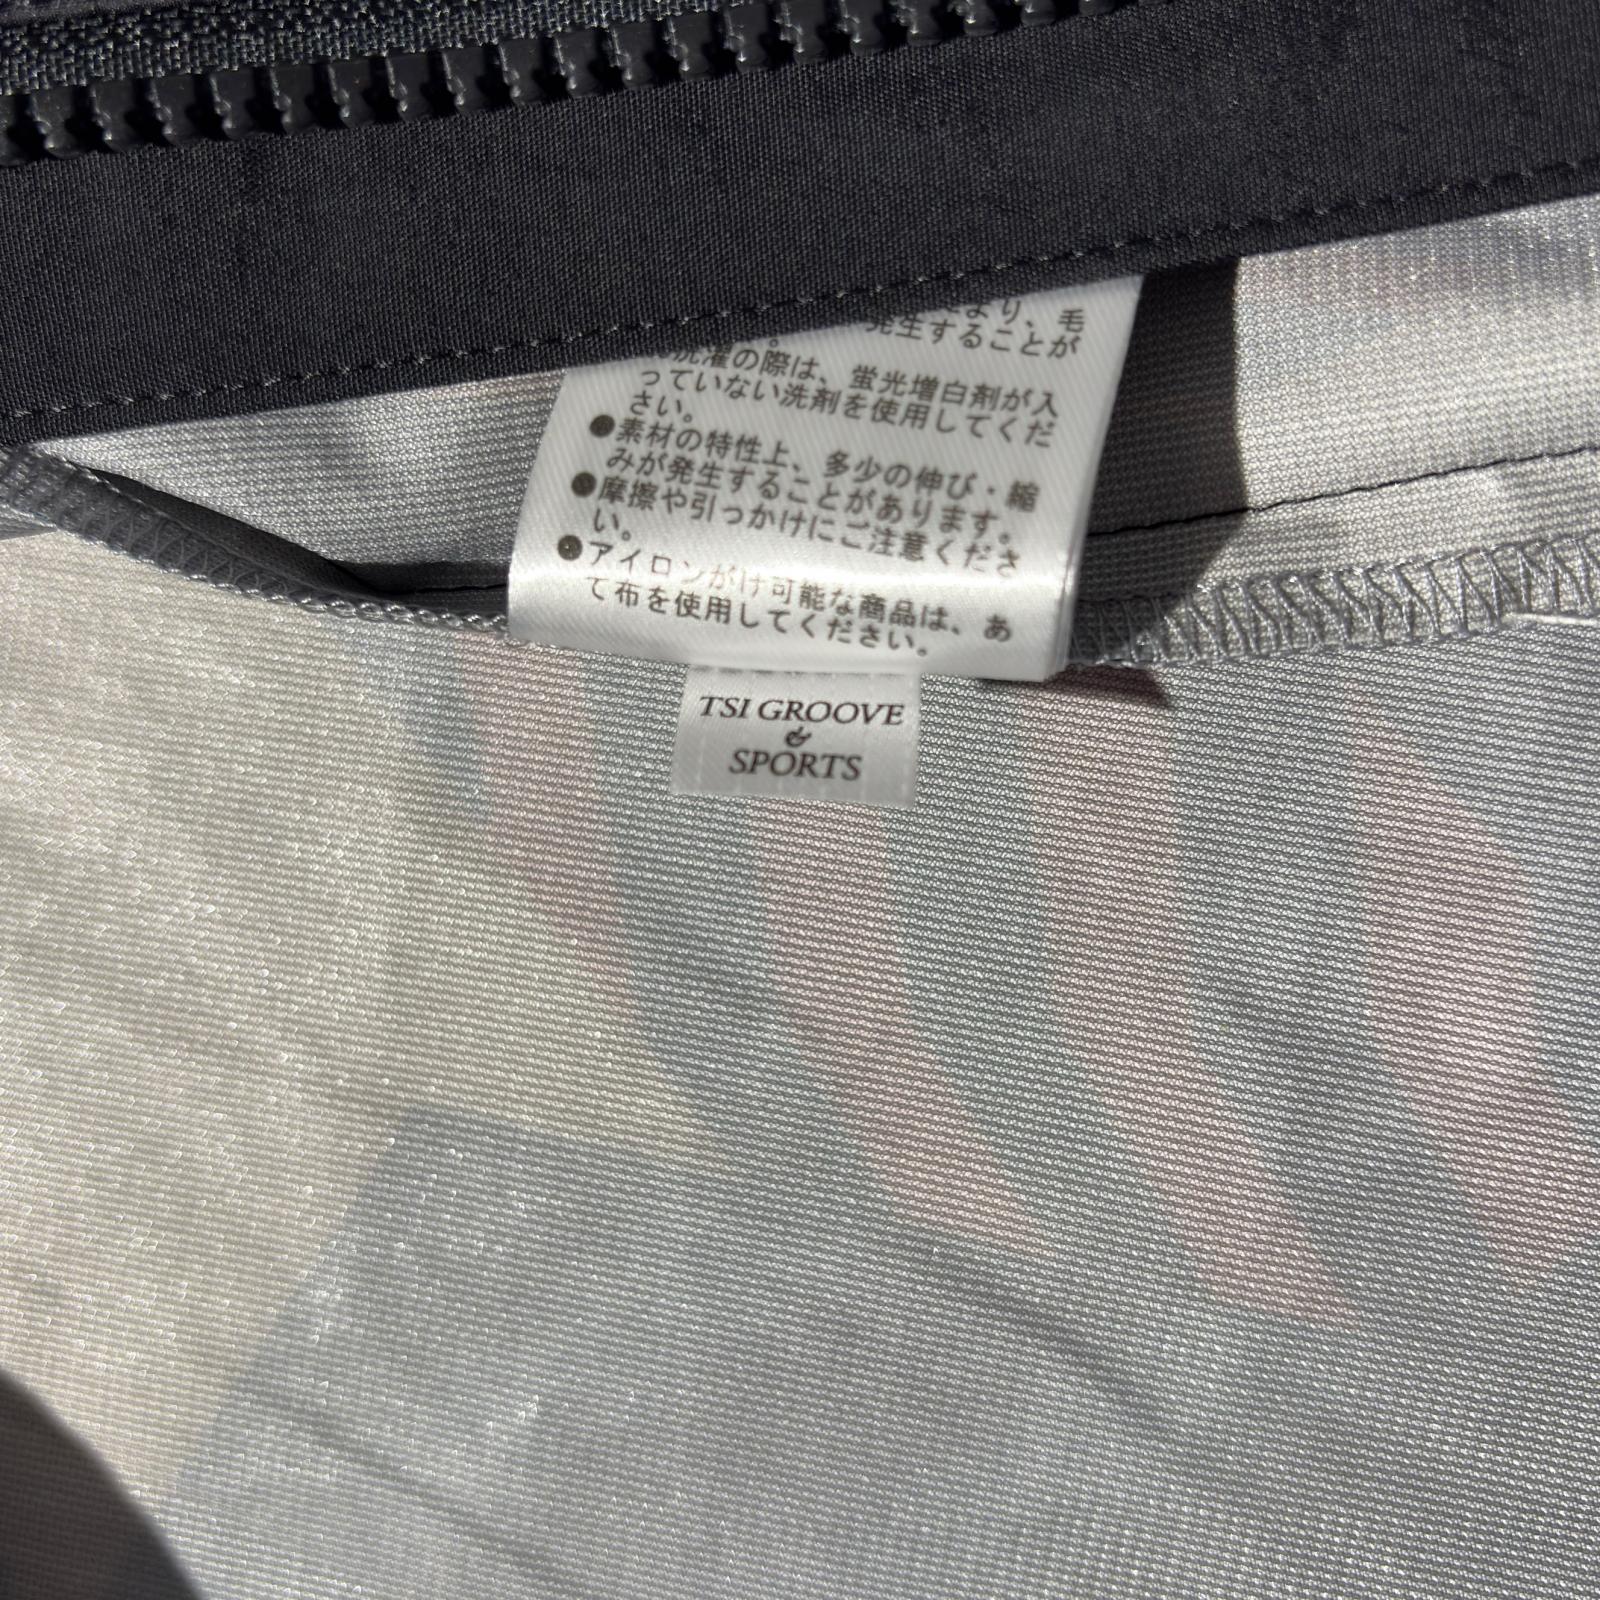 より、毛
発生することが
洗濯の際は、蛍光増白剤が入
っていない洗剤を使用してくだ
さい。
●素材の特性上、多少の伸び・縮
みが発生することがあります。
●摩擦や引っかけにご注意くださ
い。
●アイロンがけ可能な商品は、あ
て布を使用してください。
TSI GROOVE
&
SPORTS